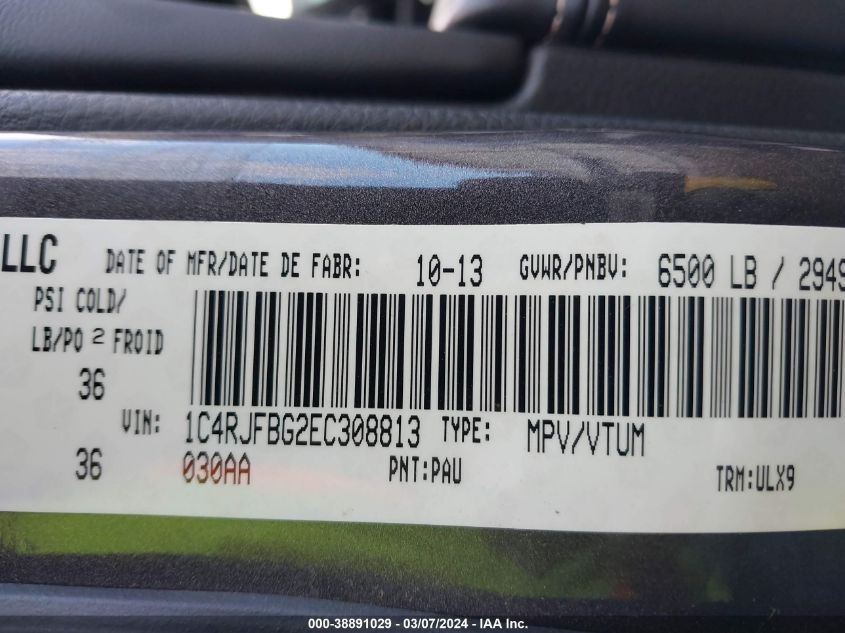 LLC DATE OF MFR/DATE DE FABR: 10-13 GVWR/PNBV: 6500 LB / 2949
PSI COLD/
LB/PO 2 FROID
36
VIN: 1C4RJFBG2EC308813 TYPE: MPV/VTUM
36 030AA PNT:PAU TRM:ULX9
000-38891029 - 03/07/2024 - IAA Inc.